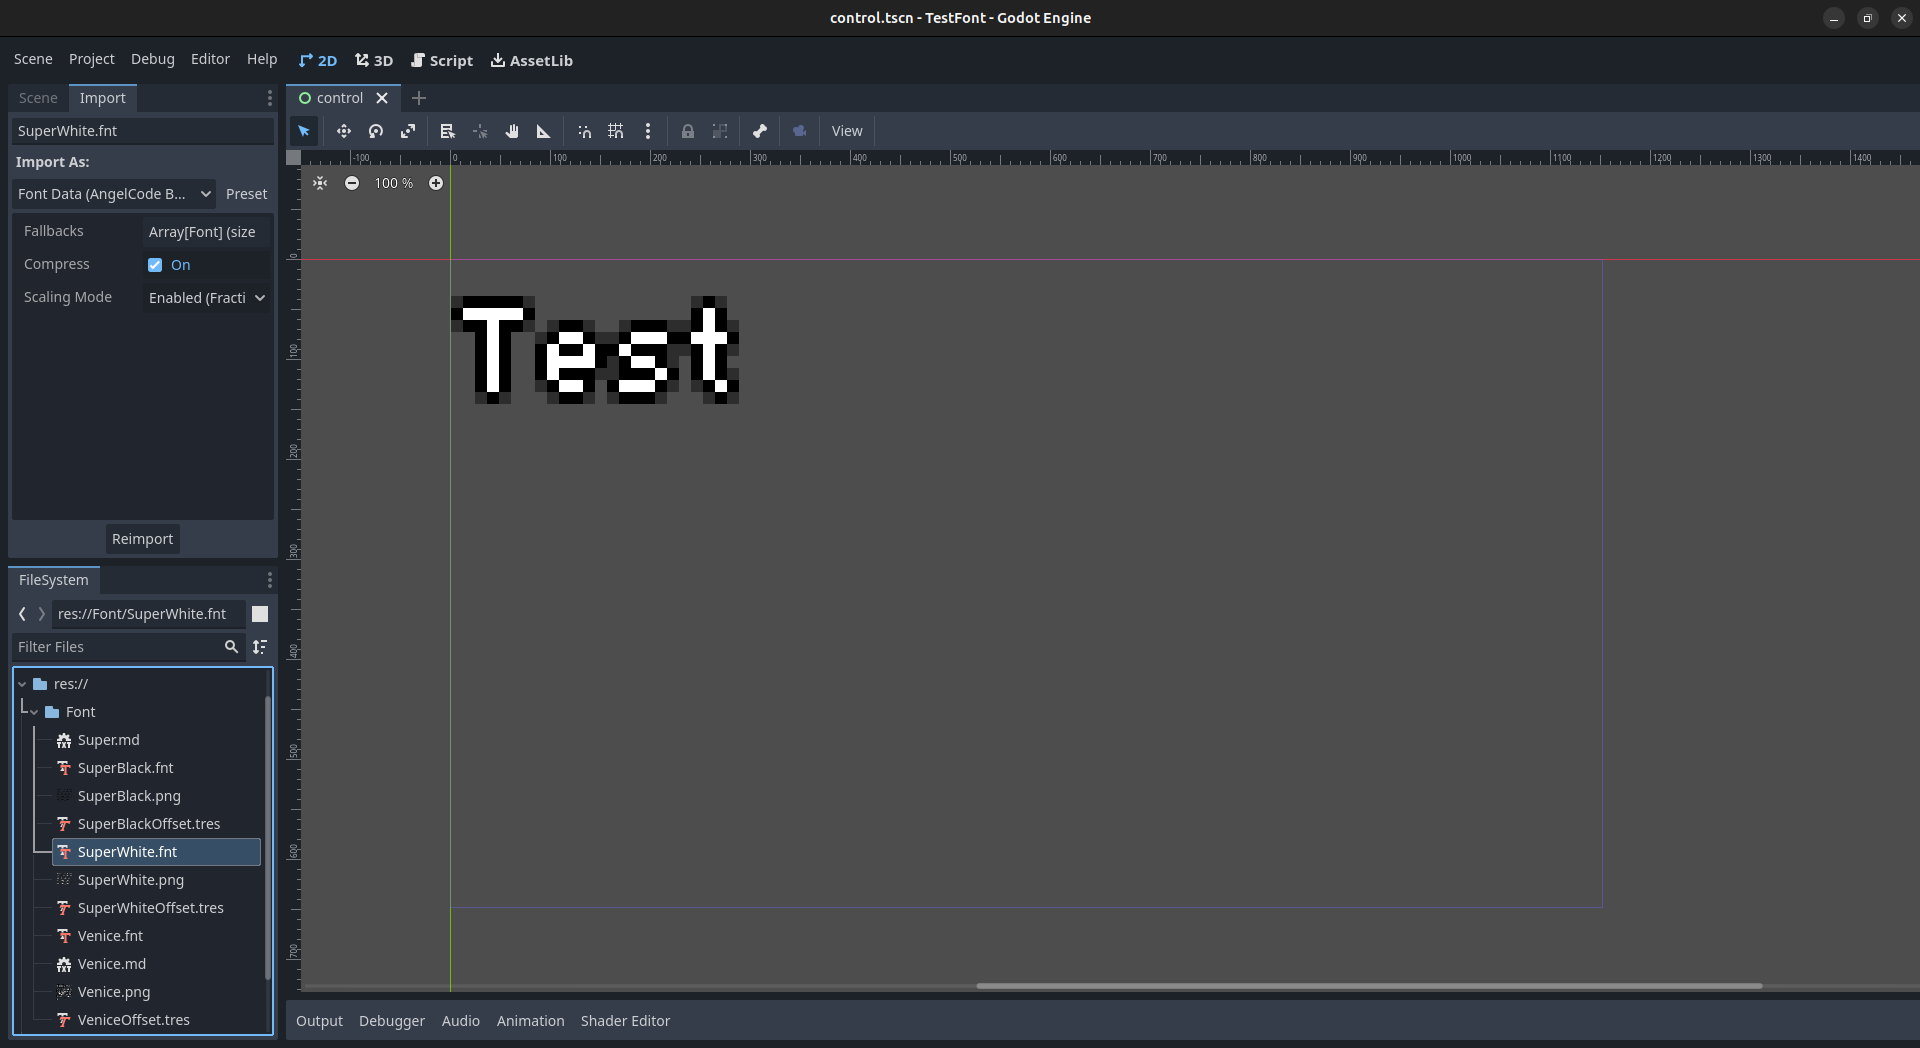 control.tscn - TestFont - Godot Engine
Scene Project Debug Editor Help 2D 3D Script AssetLib
Scene Import
control
SuperWhite.fnt
View
Import As:
Font Data (AngelCode B... Preset
Fallbacks Array[Font] (size
Compress On
Scaling Mode Enabled (Fracti
Reimport
-100 0 100 200 300 400 500 600 700 800 900 1000 1100 1200 1300 1400
100 %
0
100
200
300
400
500
600
700
Test
FileSystem
res://Font/SuperWhite.fnt
Filter Files
res://
Font
Super.md
SuperBlack.fnt
SuperBlack.png
SuperBlackOffset.tres
SuperWhite.fnt
SuperWhite.png
SuperWhiteOffset.tres
Venice.fnt
Venice.md
Venice.png
VeniceOffset.tres
Output Debugger Audio Animation Shader Editor